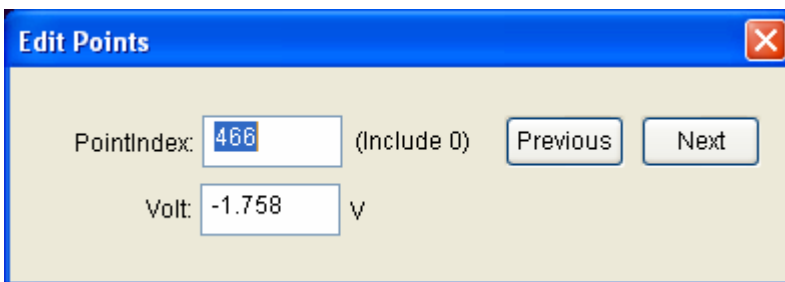 Edit Points
PointIndex: 466 (Include 0) Previous Next
Volt: -1.758 V